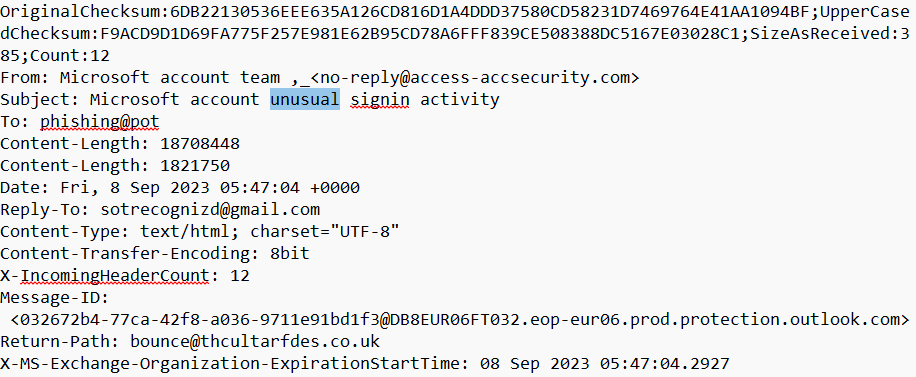 OriginalChecksum:6DB22130536EEE635A126CD816D1A4DDD37580CD58231D7469764E41AA1094BF;UpperCase
dChecksum:F9ACD9D1D69FA775F257E981E62B95CD78A6FFF839CE508388DC5167E03028C1;SizeAsReceived:3
85;Count:12
From: Microsoft account team ,_<no-reply@access-accsecurity.com>
Subject: Microsoft account unusual signin activity
To: phishing@pot
Content-Length: 18708448
Content-Length: 1821750
Date: Fri, 8 Sep 2023 05:47:04 +0000
Reply-To: sotrecognizd@gmail.com
Content-Type: text/html; charset="UTF-8"
Content-Transfer-Encoding: 8bit
X-IncomingHeaderCount: 12
Message-ID:
<032672b4-77ca-42f8-a036-9711e91bd1f3@DB8EUR06FT032.eop-eur06.prod.protection.outlook.com>
Return-Path: bounce@thcultarfdes.co.uk
X-MS-Exchange-Organization-ExpirationStartTime: 08 Sep 2023 05:47:04.2927